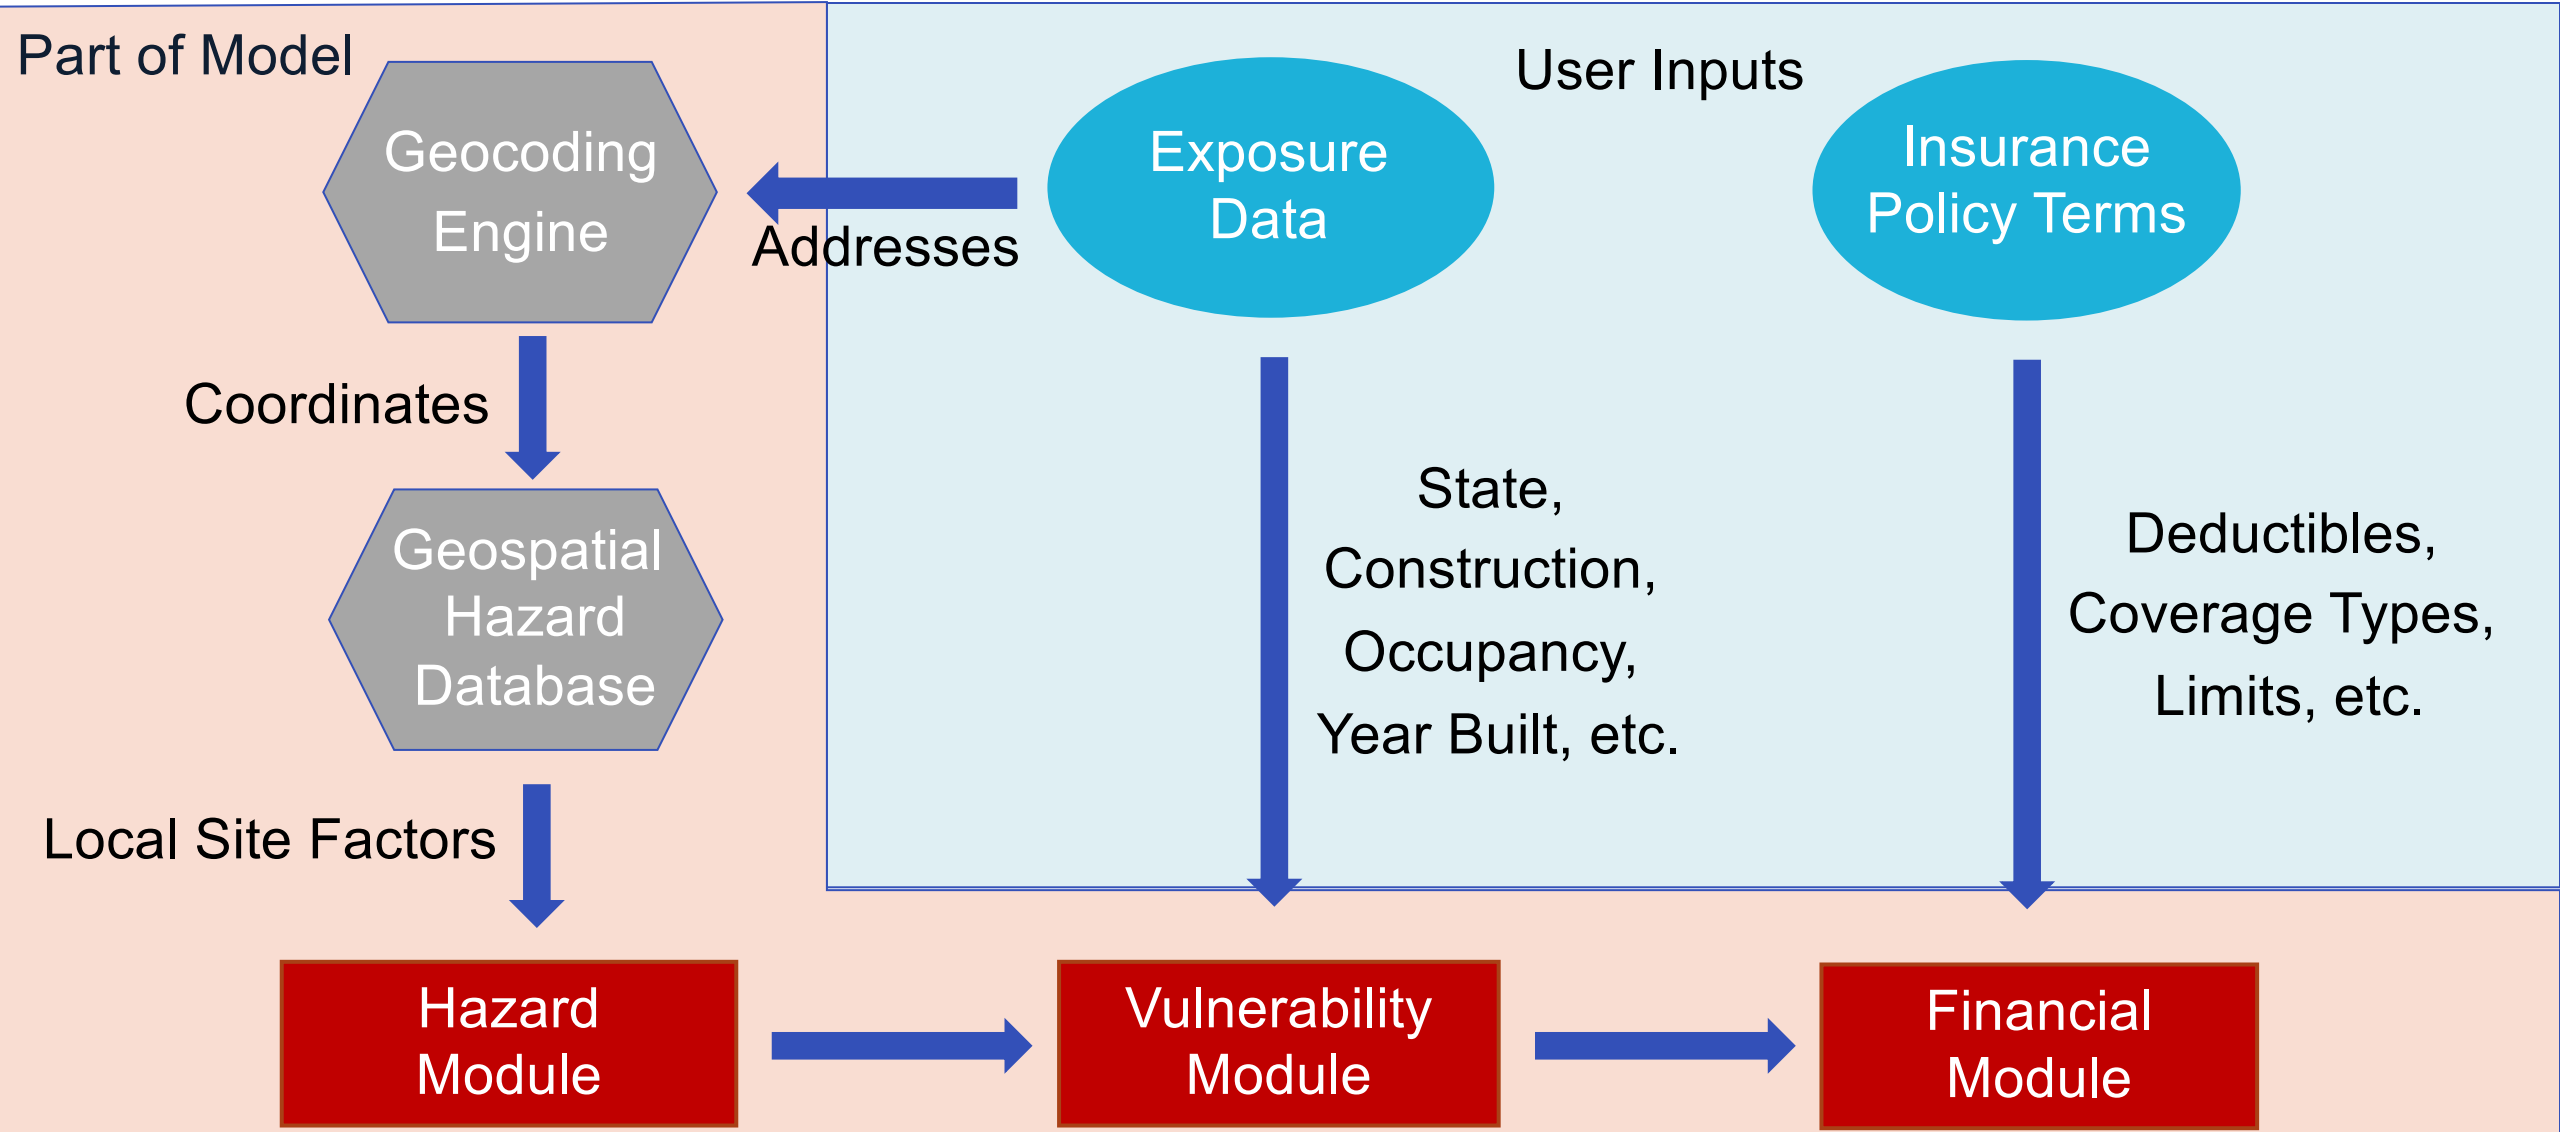 Part of Model
User Inputs
Geocoding
Engine
Addresses
Exposure
Data
Insurance
Policy Terms
Coordinates
Geospatial
Hazard
Database
State,
Construction,
Occupancy,
Year Built, etc.
Deductibles,
Coverage Types,
Limits, etc.
Local Site Factors
Hazard
Module
Vulnerability
Module
Financial
Module